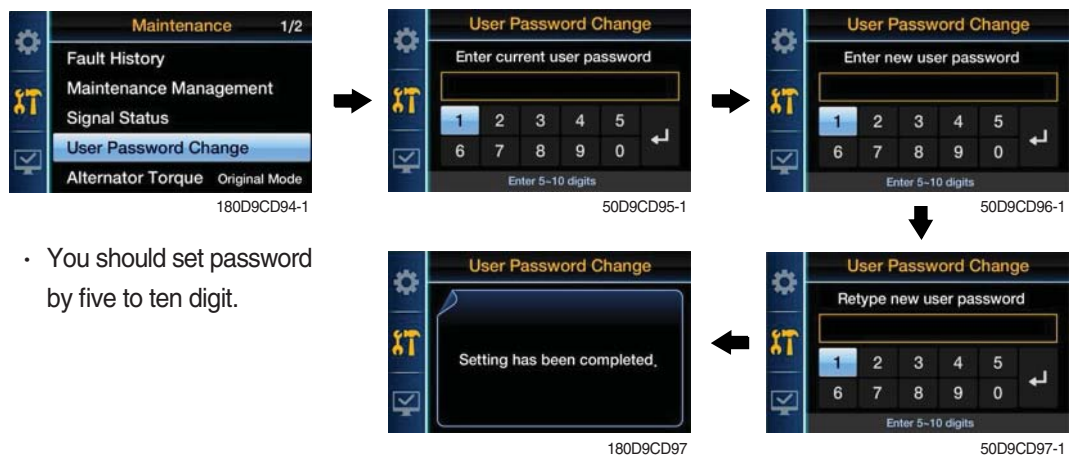 Maintenance 1/2
Fault History
Maintenance Management
Signal Status
User Password Change
Alternator Torque Original Mode
180D9CD94-1
User Password Change
Enter current user password
1 2 3 4 5
6 7 8 9 0
Enter 5~10 digits
50D9CD95-1
User Password Change
Enter new user password
1 2 3 4 5
6 7 8 9 0
Enter 5~10 digits
50D9CD96-1
· You should set password
by five to ten digit.
User Password Change
Retype new user password
1 2 3 4 5
6 7 8 9 0
Enter 5~10 digits
50D9CD97-1
User Password Change
Setting has been completed.
180D9CD97